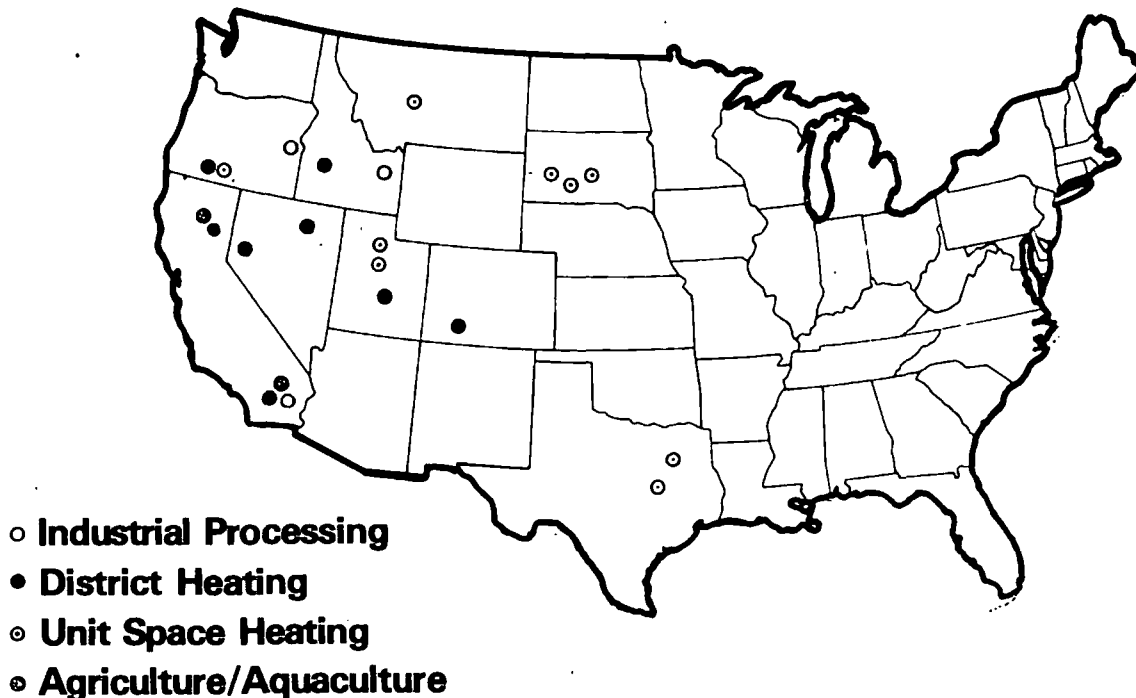 Industrial Processing
District Heating
Unit Space Heating
Agriculture/Aquaculture